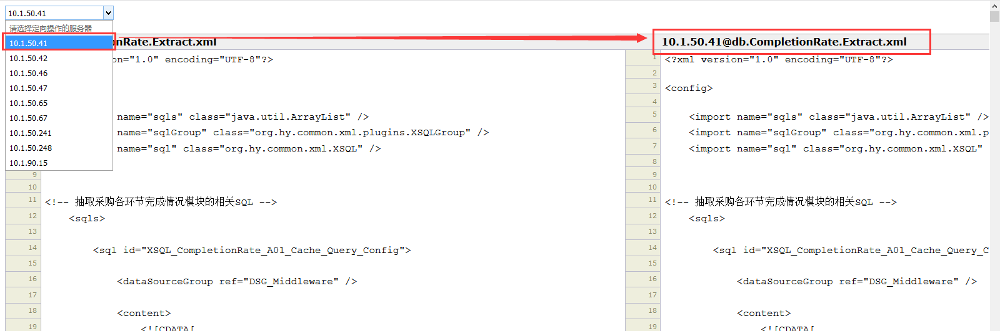 10.1.50.41
请选择定向操作的服务器
10.1.50.41
10.1.50.42
10.1.50.46
10.1.50.47
10.1.50.65
10.1.50.67
10.1.50.241
10.1.50.248
10.1.90.15
onRate.Extract.xml
on="1.0" encoding="UTF-8"?>
name="sqls" class="java.util.ArrayList" />
name="sqlGroup" class="org.hy.common.xml.plugins.XSQLGroup" />
name="sql" class="org.hy.common.xml.XSQL" />
9
10
11 <!-- 抽取采购各环节完成情况模块的相关SQL -->
12 <sqls>
13
14 <sql id="XSQL_CompletionRate_A01_Cache_Query_Config">
15
16 <dataSourceGroup ref="DSG_Middleware" />
17
18 <content>
19 <![CDATA[
10.1.50.41@db.CompletionRate.Extract.xml
1 <?xml version="1.0" encoding="UTF-8"?>
2
3 <config>
4
5 <import name="sqls" class="java.util.ArrayList" />
6 <import name="sqlGroup" class="org.hy.common.xml.p
7 <import name="sql" class="org.hy.common.xml.XSQL"
8
9
10
11 <!-- 抽取采购各环节完成情况模块的相关SQL -->
12 <sqls>
13
14 <sql id="XSQL_CompletionRate_A01_Cache_Query_C
15
16 <dataSourceGroup ref="DSG_Middleware" />
17
18 <content>
19 <![CDATA[